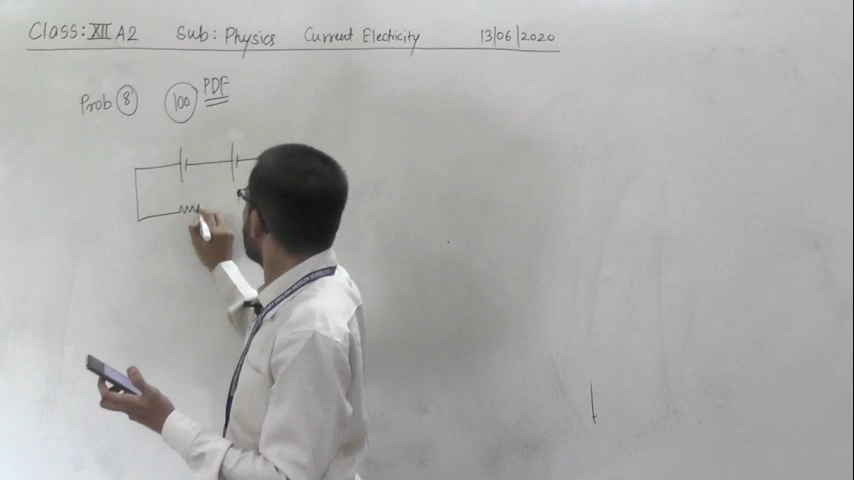 Class: XII A2 Sub: Physics Current Electricity 13/06/2020
Prob 8 100 PDF